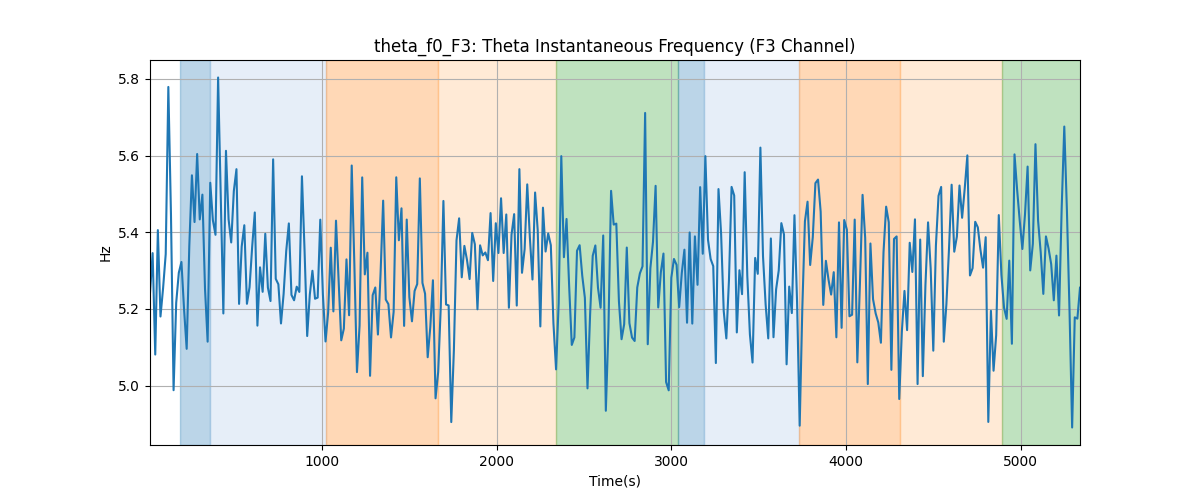 theta_f0_F3: Theta Instantaneous Frequency (F3 Channel)
5.8
5.6
5.4
5.2
5.0
Hz
1000 2000 3000 4000 5000
Time(s)